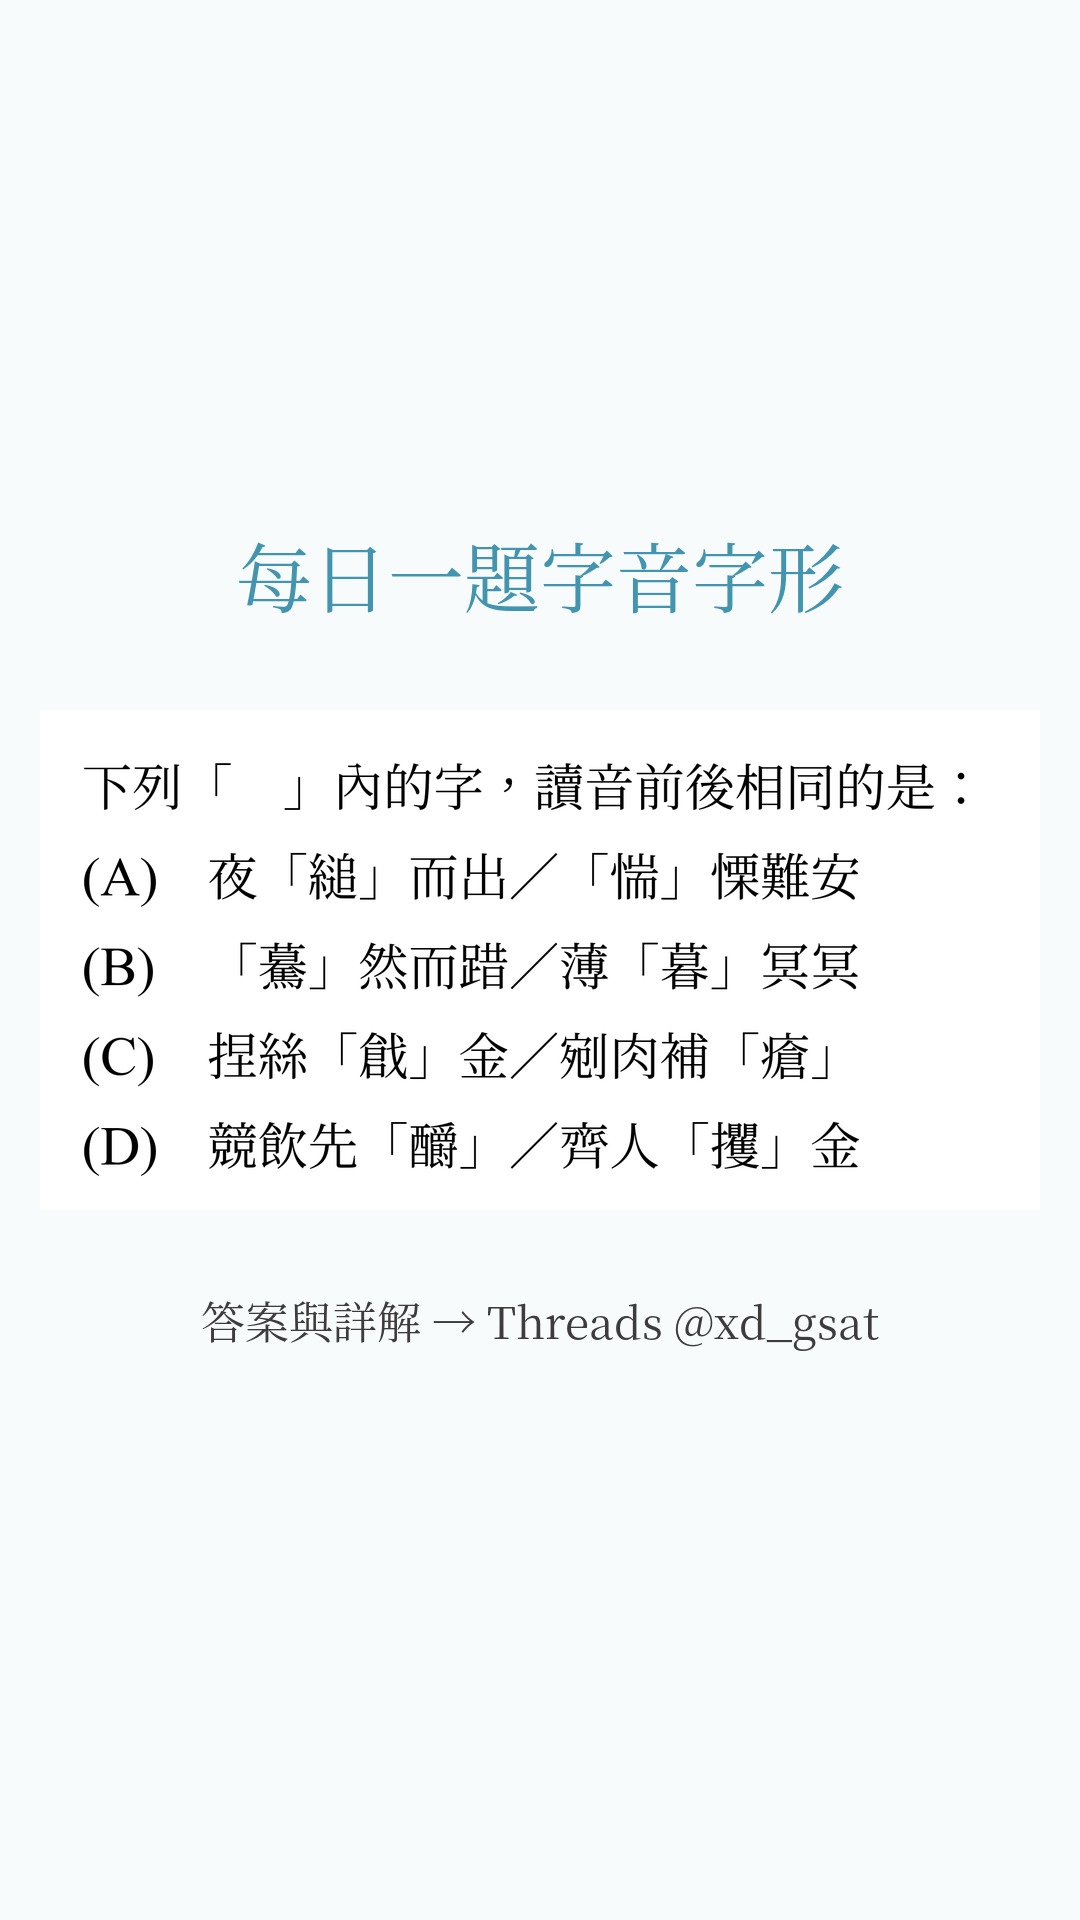 每日一題字音字形
下列「　」內的字，讀音前後相同的是：
(A)　夜「縋」而出／「惴」慄難安
(B)　「驀」然而踖／薄「暮」冥冥
(C)　捏絲「戧」金／剜肉補「瘡」
(D)　競飲先「釂」／齊人「攫」金
答案與詳解 → Threads @xd_gsat